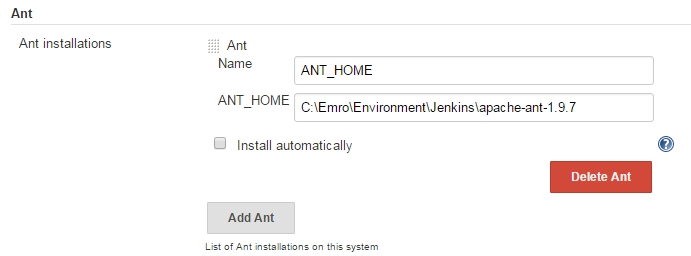 Ant
Ant installations
Ant
Name
ANT_HOME
ANT_HOME
C:\Emro\Environment\Jenkins\apache-ant-1.9.7
Install automatically
?
Delete Ant
Add Ant
List of Ant installations on this system